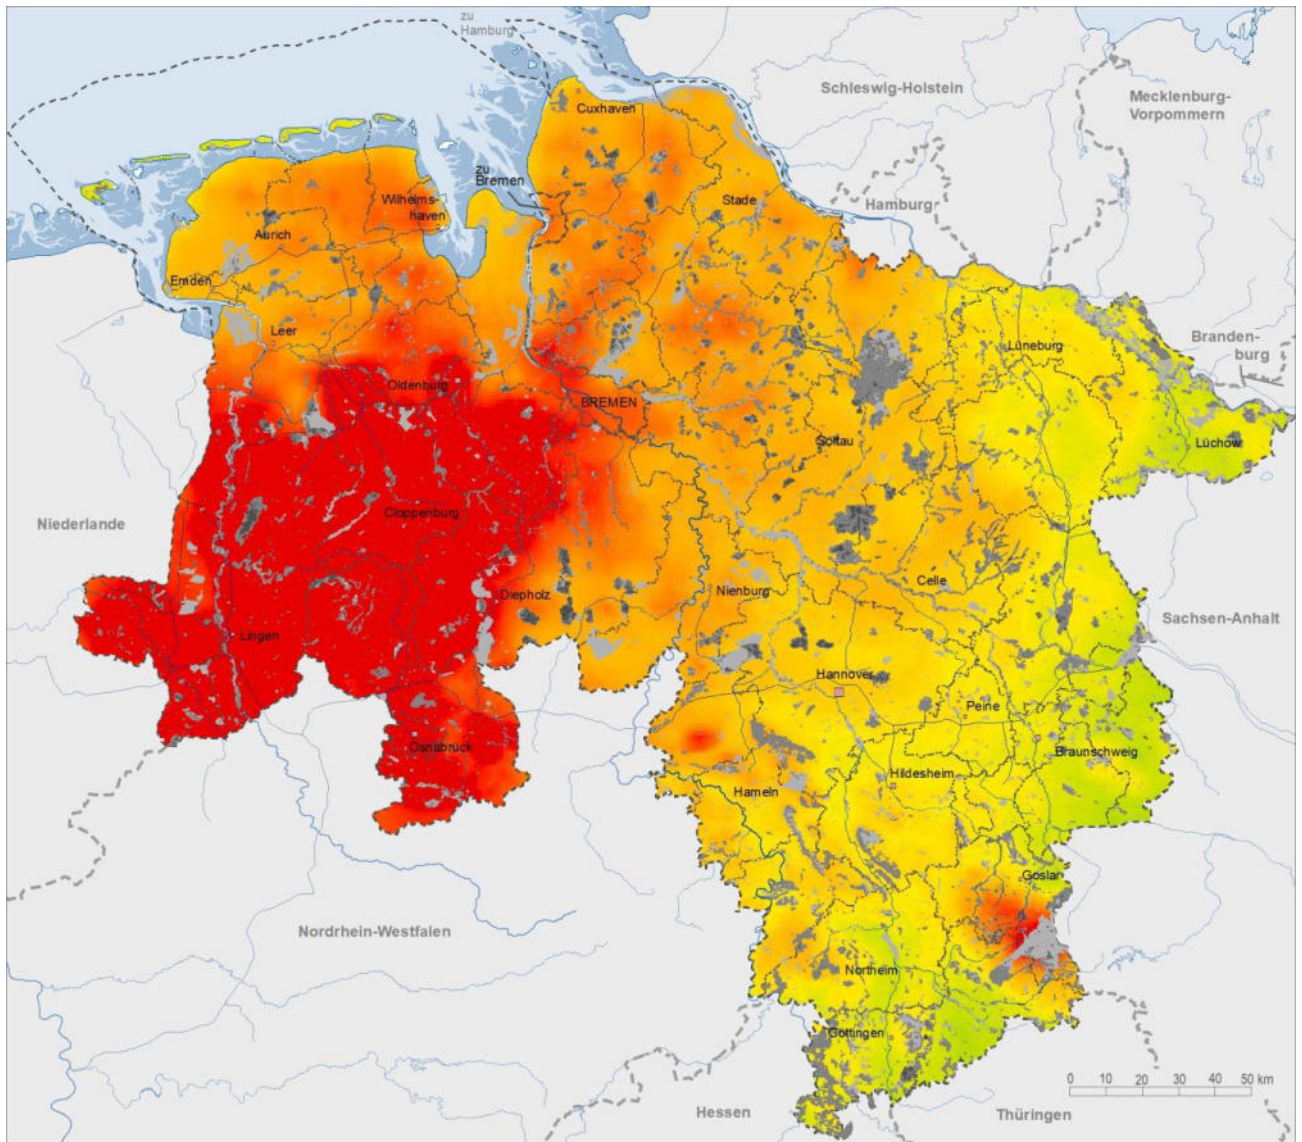 zu
Hamburg
Cuxhaven
Schleswig-Holstein
Mecklenburg-
Vorpommern
zu
Bremen
Wilhelms-
haven
Stade
Hamburg
Aurich
Emden
Leer
Lüneburg
Branden-
burg
Oldenburg
BREMEN
Soltau
Lüchow
Niederlande
Cloppenburg
Celle
Diepholz
Nienburg
Sachsen-Anhalt
Lingen
Hannover
Peine
Osnabrück
Braunschweig
Hildesheim
Hameln
Goslar
Nordrhein-Westfalen
Northeim
Göttingen
0 10 20 30 40 50 km
Hessen
Thüringen